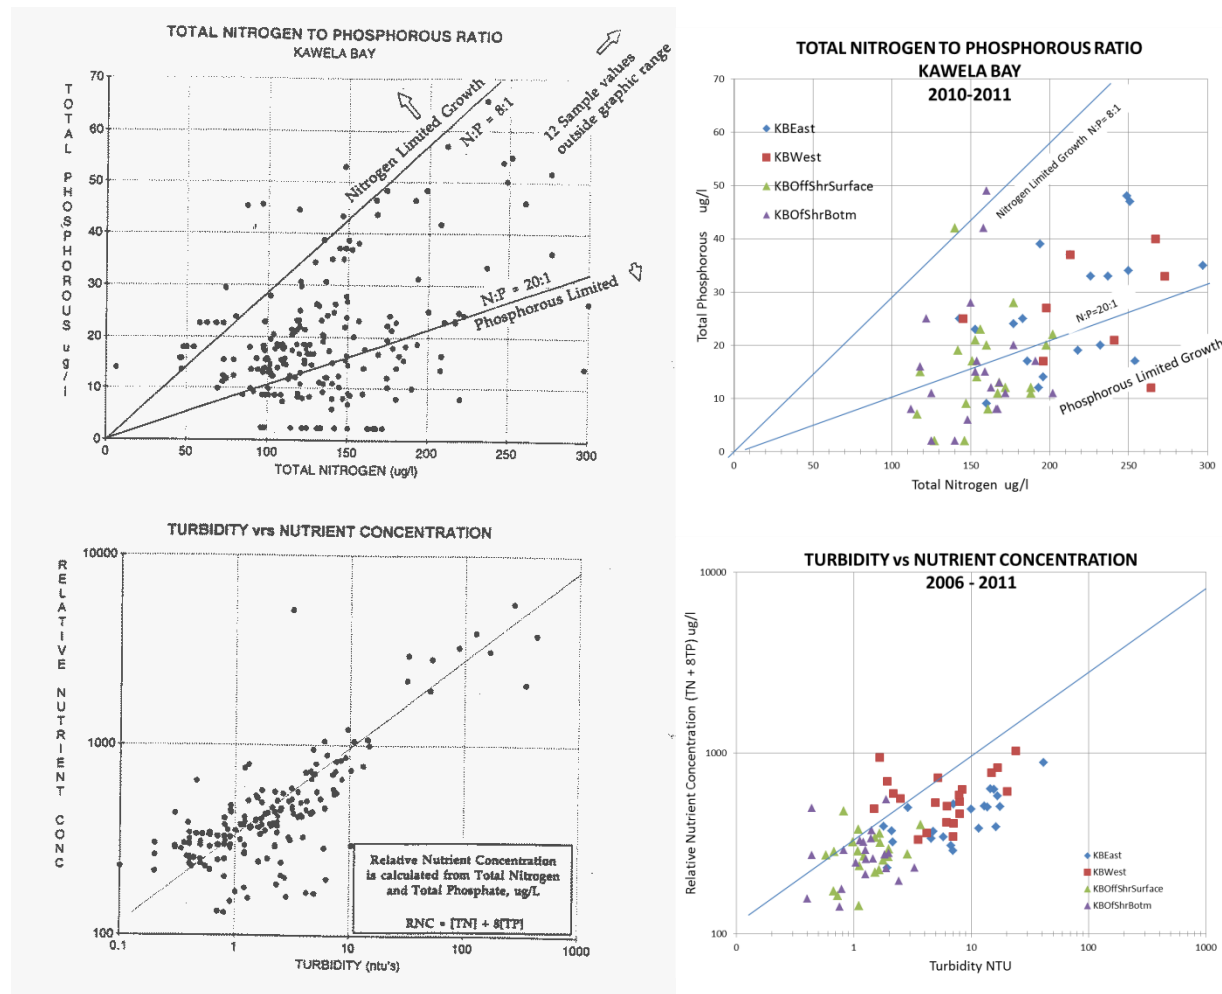 TOTAL NITROGEN TO PHOSPHOROUS RATIO
KAWELA BAY
12 Sample values
outside graphic range
TOTAL PHOSPHOROUS ug/l
70
60
50
40
30
20
10
0
Nitrogen Limited Growth
N:P = 8:1
N:P = 20:1
Phosphorous Limited
0
50
100
150
200
250
300
TOTAL NITROGEN (ug/l)
TOTAL NITROGEN TO PHOSPHOROUS RATIO
KAWELA BAY
2010-2011
Total Phosphorous ug/l
70
60
50
40
30
20
10
0
KBEast
KBWest
KBOffShrSurface
KBOfShrBotm
Nitrogen Limited Growth N:P= 8:1
N:P=20:1
Phosphorous Limited Growth
0
50
100
150
200
250
300
Total Nitrogen ug/l
TURBIDITY vrs NUTRIENT CONCENTRATION
RELATIVE NUTRIENT CONC
10000
1000
100
Relative Nutrient Concentration
is calculated from Total Nitrogen
and Total Phosphate, ug/L
RNC = [TN] + 8[TP]
0.1
1
10
100
1000
TURBIDITY (ntu's)
TURBIDITY vs NUTRIENT CONCENTRATION
2006 - 2011
Relative Nutrient Concentration (TN + 8TP) ug/l
10000
1000
100
KBEast
KBWest
KBOffShrSurface
KBOfShrBotm
0
1
10
100
1000
Turbidity NTU